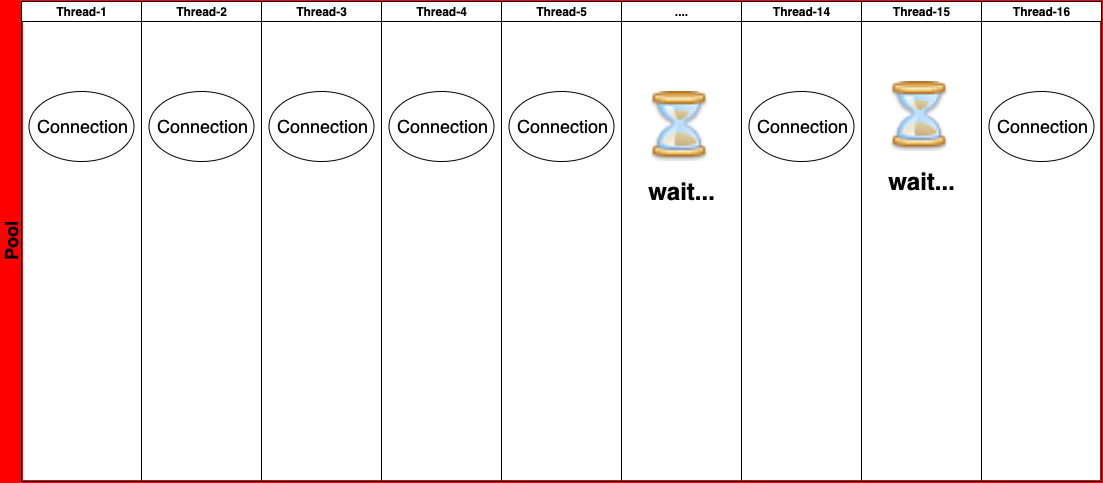 Thread-1
Thread-2
Thread-3
Thread-4
Thread-5
....
Thread-14
Thread-15
Thread-16
Connection
Connection
Connection
Connection
Connection
wait...
Connection
wait...
Connection
Pool